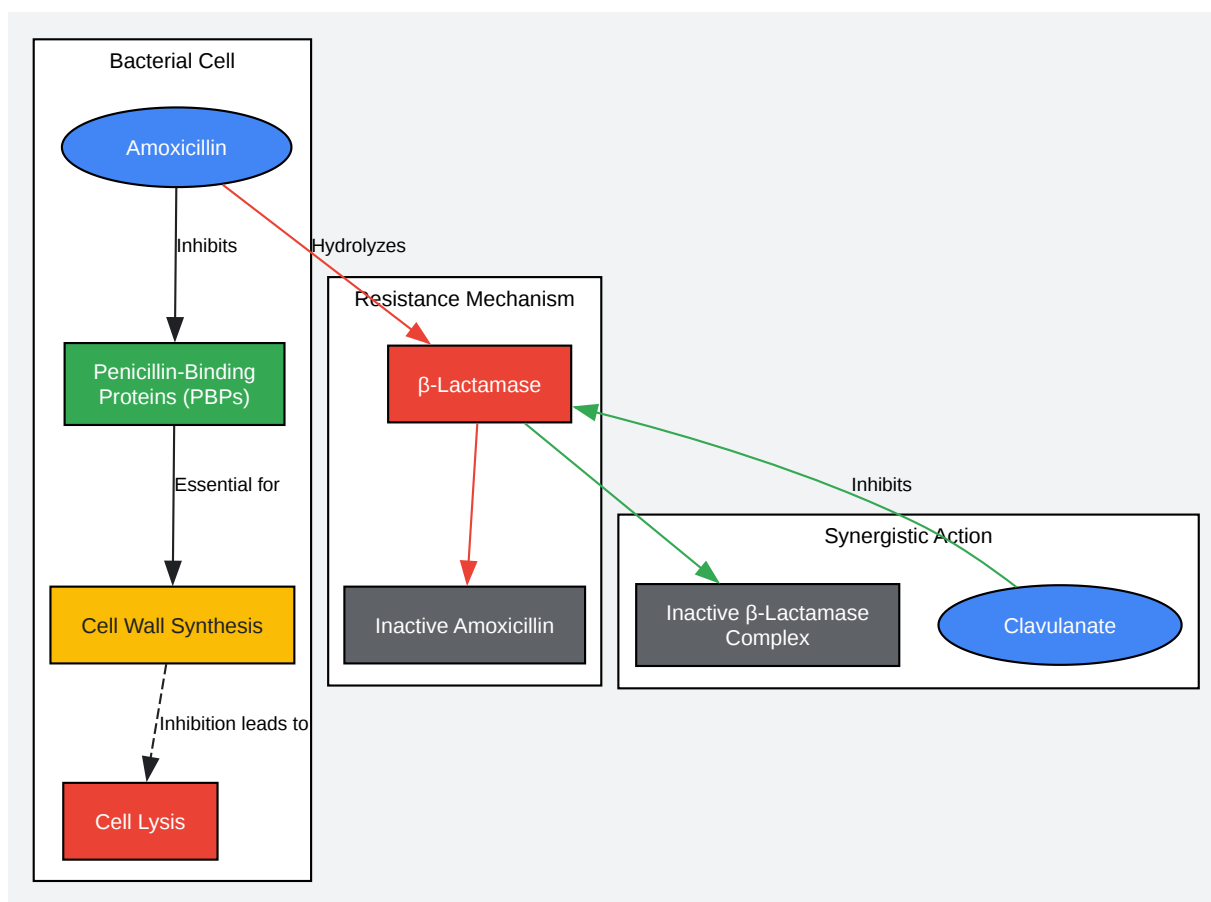 Bacterial Cell
Amoxicillin
Inhibits
Hydrolyzes
Resistance Mechanism
Penicillin-Binding
Proteins (PBPs)
β-Lactamase
Essential for
Inhibits
Synergistic Action
Cell Wall Synthesis
Inactive Amoxicillin
Inactive β-Lactamase
Complex
Clavulanate
Inhibition leads to
Cell Lysis